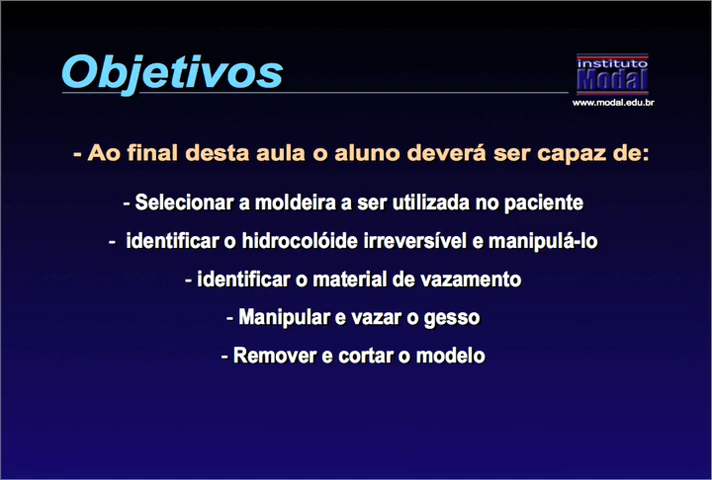 Objetivos
instituto
Modal
www.modal.edu.br
- Ao final desta aula o aluno deverá ser capaz de:
- Selecionar a moldeira a ser utilizada no paciente
- identificar o hidrocolóide irreversível e manipulá-lo
- identificar o material de vazamento
- Manipular e vazar o gesso
- Remover e cortar o modelo